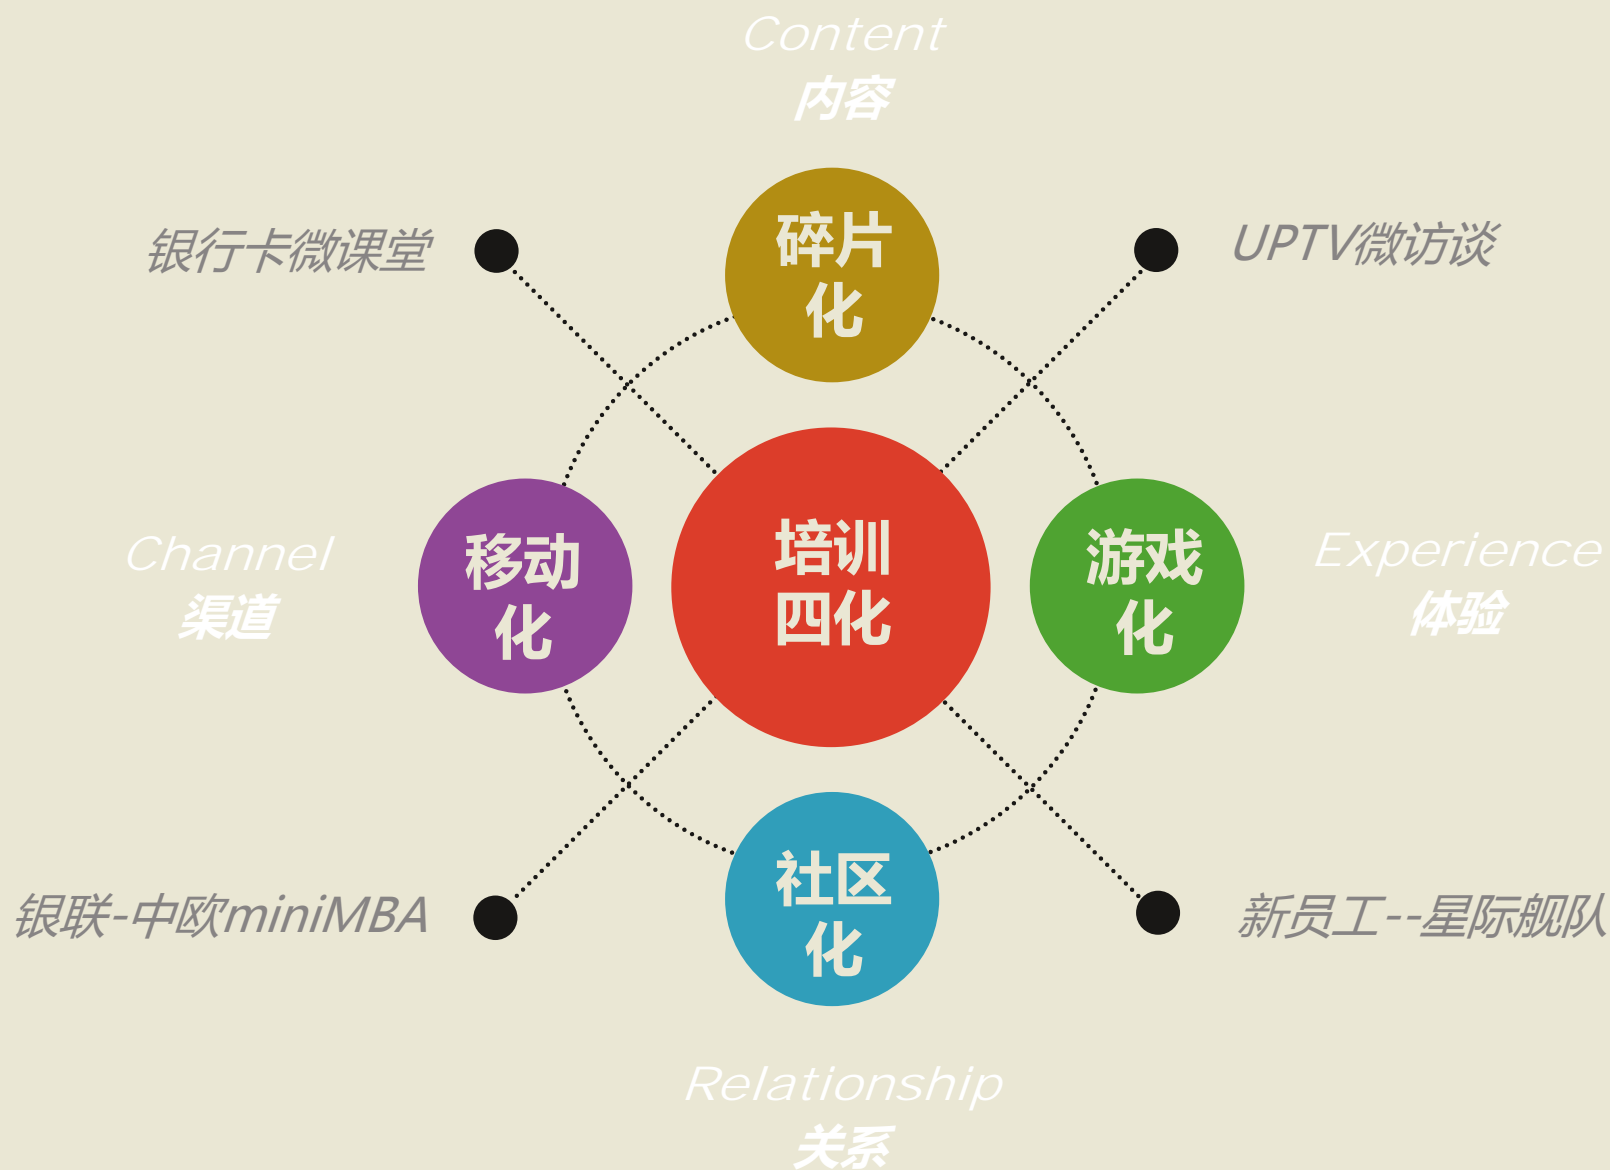 Content
内容
银行卡微课堂
UPTV微访谈
碎片
化
Channel
渠道
移动
化
培训
四化
游戏
化
Experience
体验
社区
化
银联-中欧miniMBA
新员工--星际舰队
Relationship
关系